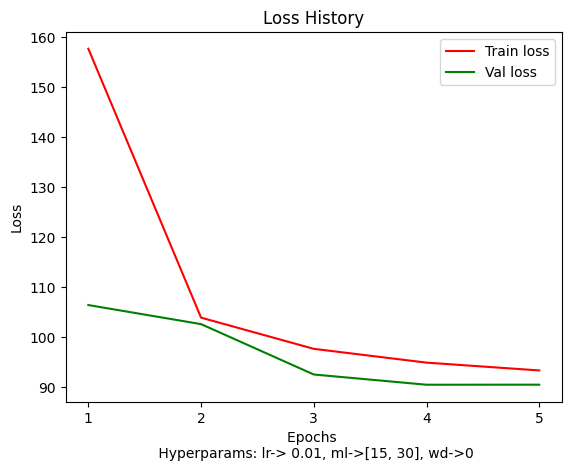 Loss History
160
150
140
130
120
110
100
90
Loss
Train loss
Val loss
1 2 3 4 5
Epochs
Hyperparams: lr-> 0.01, ml->[15, 30], wd->0